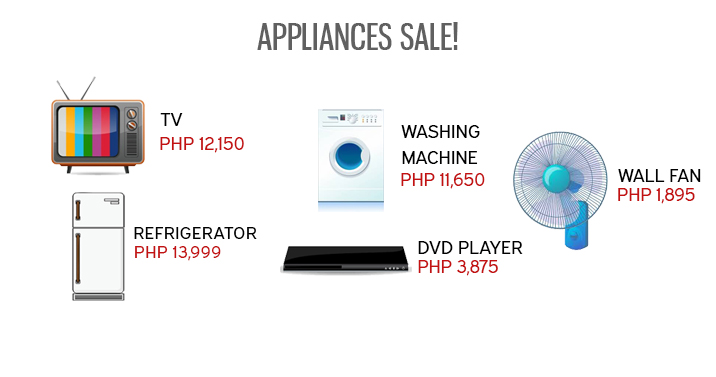 APPLIANCES SALE!
TV
PHP 12,150
WASHING
MACHINE
PHP 11,650
WALL FAN
PHP 1,895
REFRIGERATOR
PHP 13,999
DVD PLAYER
PHP 3,875